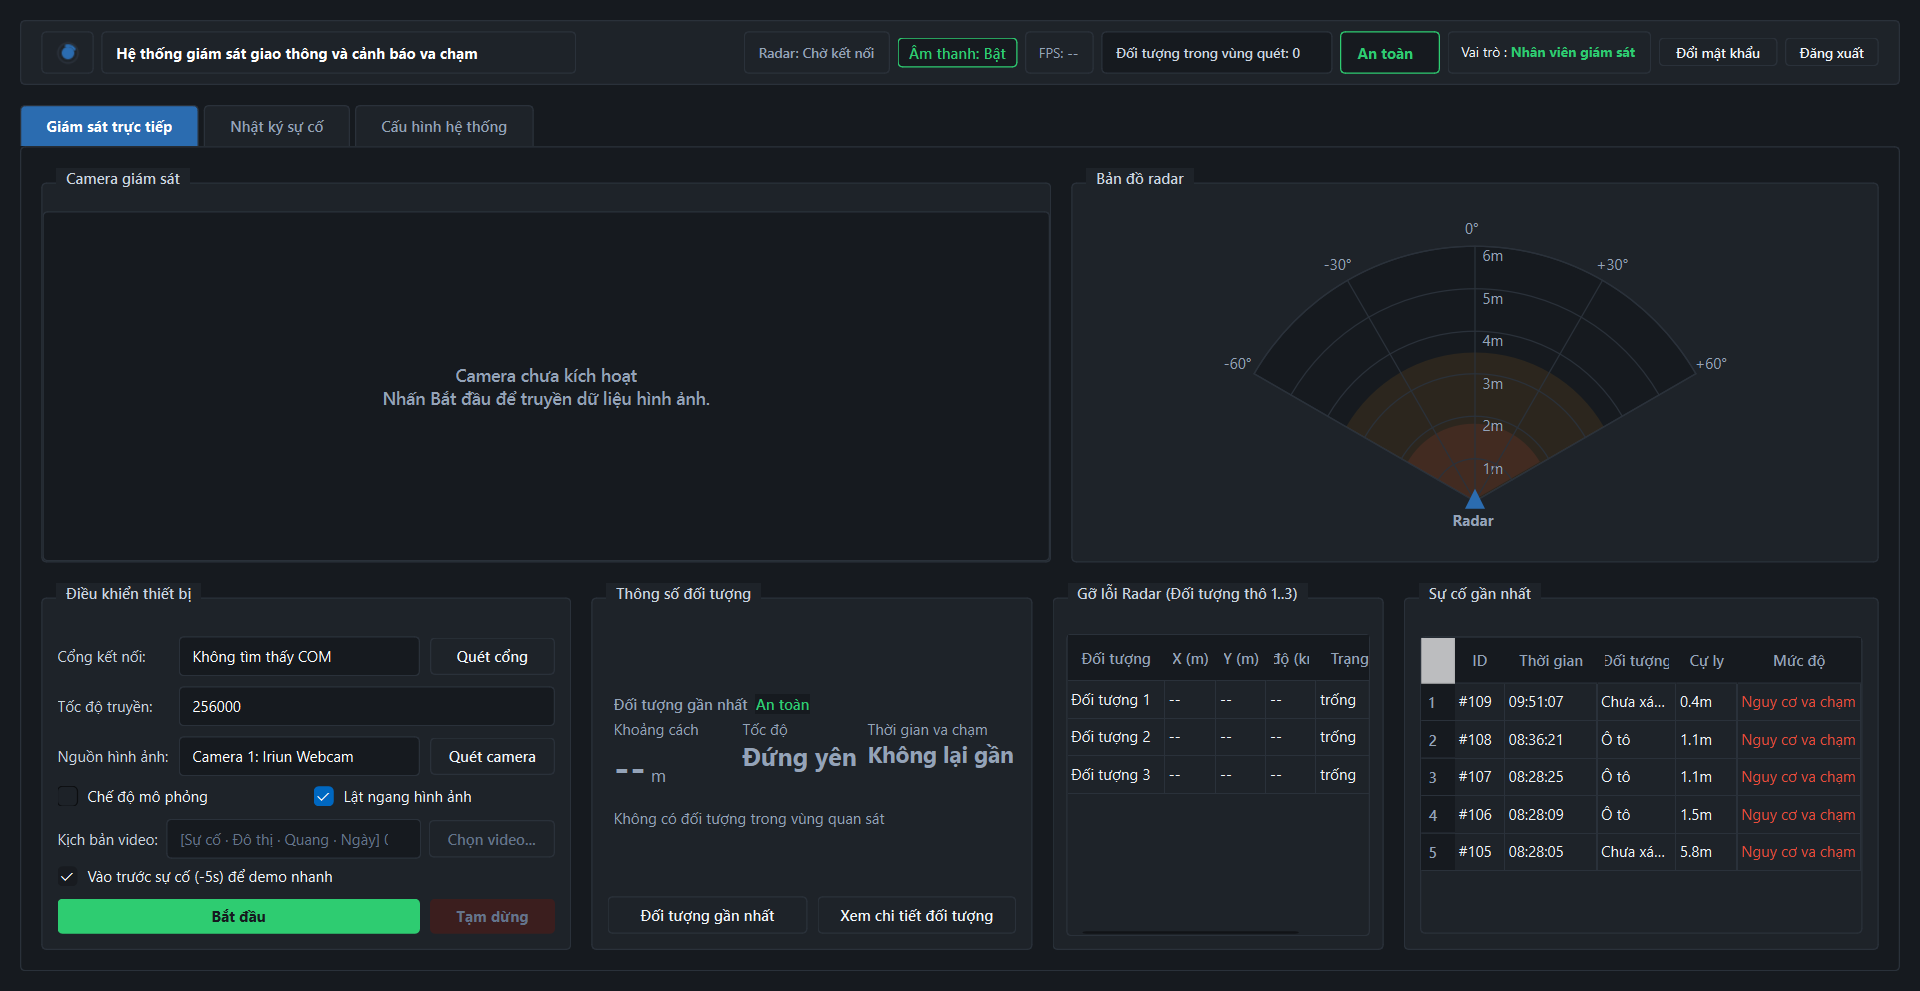 Hệ thống giám sát giao thông và cảnh báo va chạm
Radar: Chờ kết nối
Âm thanh: Bật
FPS: --
Đối tượng trong vùng quét: 0
An toàn
Vai trò : Nhân viên giám sát
Đổi mật khẩu
Đăng xuất
Giám sát trực tiếp
Nhật ký sự cố
Cấu hình hệ thống
Camera giám sát
Camera chưa kích hoạt
Nhấn Bắt đầu để truyền dữ liệu hình ảnh.
Bản đồ radar
0°
-30°
+30°
-60°
+60°
6m
5m
4m
3m
2m
1m
Radar
Điều khiển thiết bị
Cổng kết nối:
Không tìm thấy COM
Quét cổng
Tốc độ truyền:
256000
Nguồn hình ảnh:
Camera 1: Iriun Webcam
Quét camera
Chế độ mô phỏng
Lật ngang hình ảnh
Kịch bản video:
[Sự cố · Đô thị · Quang · Ngày] (
Chọn video...
Vào trước sự cố (-5s) để demo nhanh
Bắt đầu
Tạm dừng
Thông số đối tượng
Đối tượng gần nhất An toàn
Khoảng cách
-- m
Tốc độ
Đứng yên
Thời gian va chạm
Không lại gần
Không có đối tượng trong vùng quan sát
Đối tượng gần nhất
Xem chi tiết đối tượng
Gỡ lỗi Radar (Đối tượng thô 1..3)
Đối tượng X (m) Y (m) độ (k Trạng
Đối tượng 1 -- -- -- trống
Đối tượng 2 -- -- -- trống
Đối tượng 3 -- -- -- trống
Sự cố gần nhất
ID Thời gian Đối tượng Cự ly Mức độ
1 #109 09:51:07 Chưa xá... 0.4m Nguy cơ va chạm
2 #108 08:36:21 Ô tô 1.1m Nguy cơ va chạm
3 #107 08:28:25 Ô tô 1.1m Nguy cơ va chạm
4 #106 08:28:09 Ô tô 1.5m Nguy cơ va chạm
5 #105 08:28:05 Chưa xá... 5.8m Nguy cơ va chạm